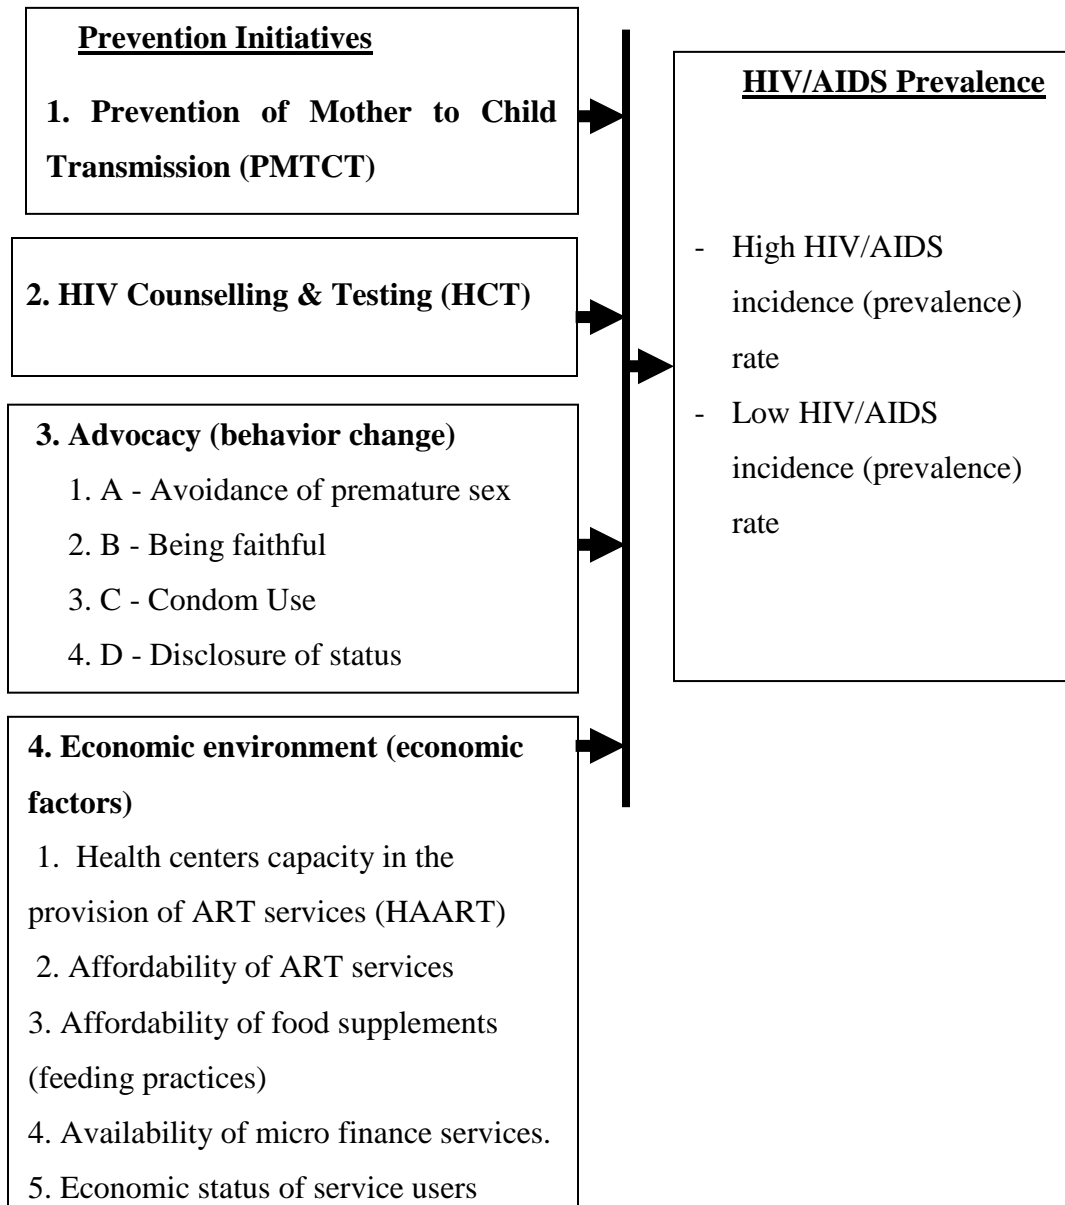 Prevention Initiatives
1. Prevention of Mother to Child
Transmission (PMTCT)
2. HIV Counselling & Testing (HCT)
3. Advocacy (behavior change)
1. A - Avoidance of premature sex
2. B - Being faithful
3. C - Condom Use
4. D - Disclosure of status
4. Economic environment (economic
factors)
1. Health centers capacity in the
provision of ART services (HAART)
2. Affordability of ART services
3. Affordability of food supplements
(feeding practices)
4. Availability of micro finance services.
5. Economic status of service users
HIV/AIDS Prevalence
- High HIV/AIDS
incidence (prevalence)
rate
- Low HIV/AIDS
incidence (prevalence)
rate